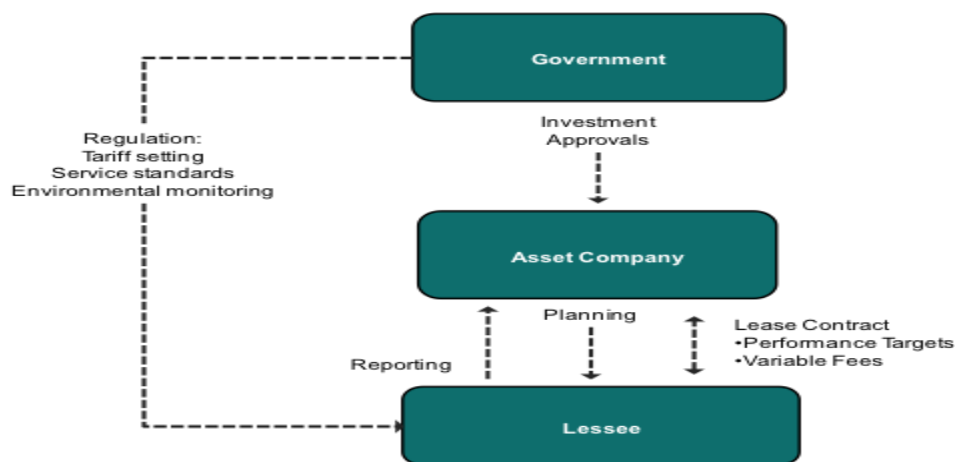 Government
Investment
Approvals
Regulation:
Tariff setting
Service standards
Environmental monitoring
Asset Company
Planning
Lease Contract
•Performance Targets
•Variable Fees
Reporting
Lessee